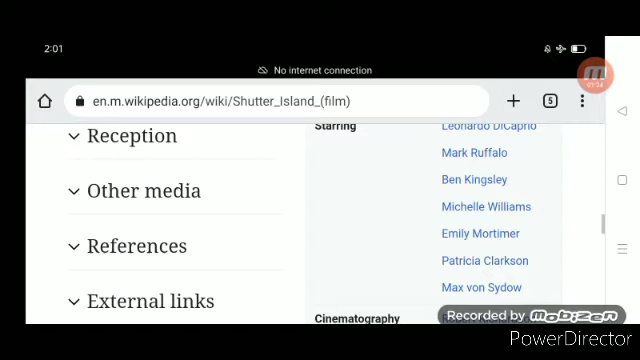 2:01
No internet connection
01:24
en.m.wikipedia.org/wiki/Shutter_Island_(film)
5
Reception
Other media
References
External links
Starring
Leonardo DiCaprio
Mark Ruffalo
Ben Kingsley
Michelle Williams
Emily Mortimer
Patricia Clarkson
Max von Sydow
Cinematography
Recorded by mobizen
PowerDirector